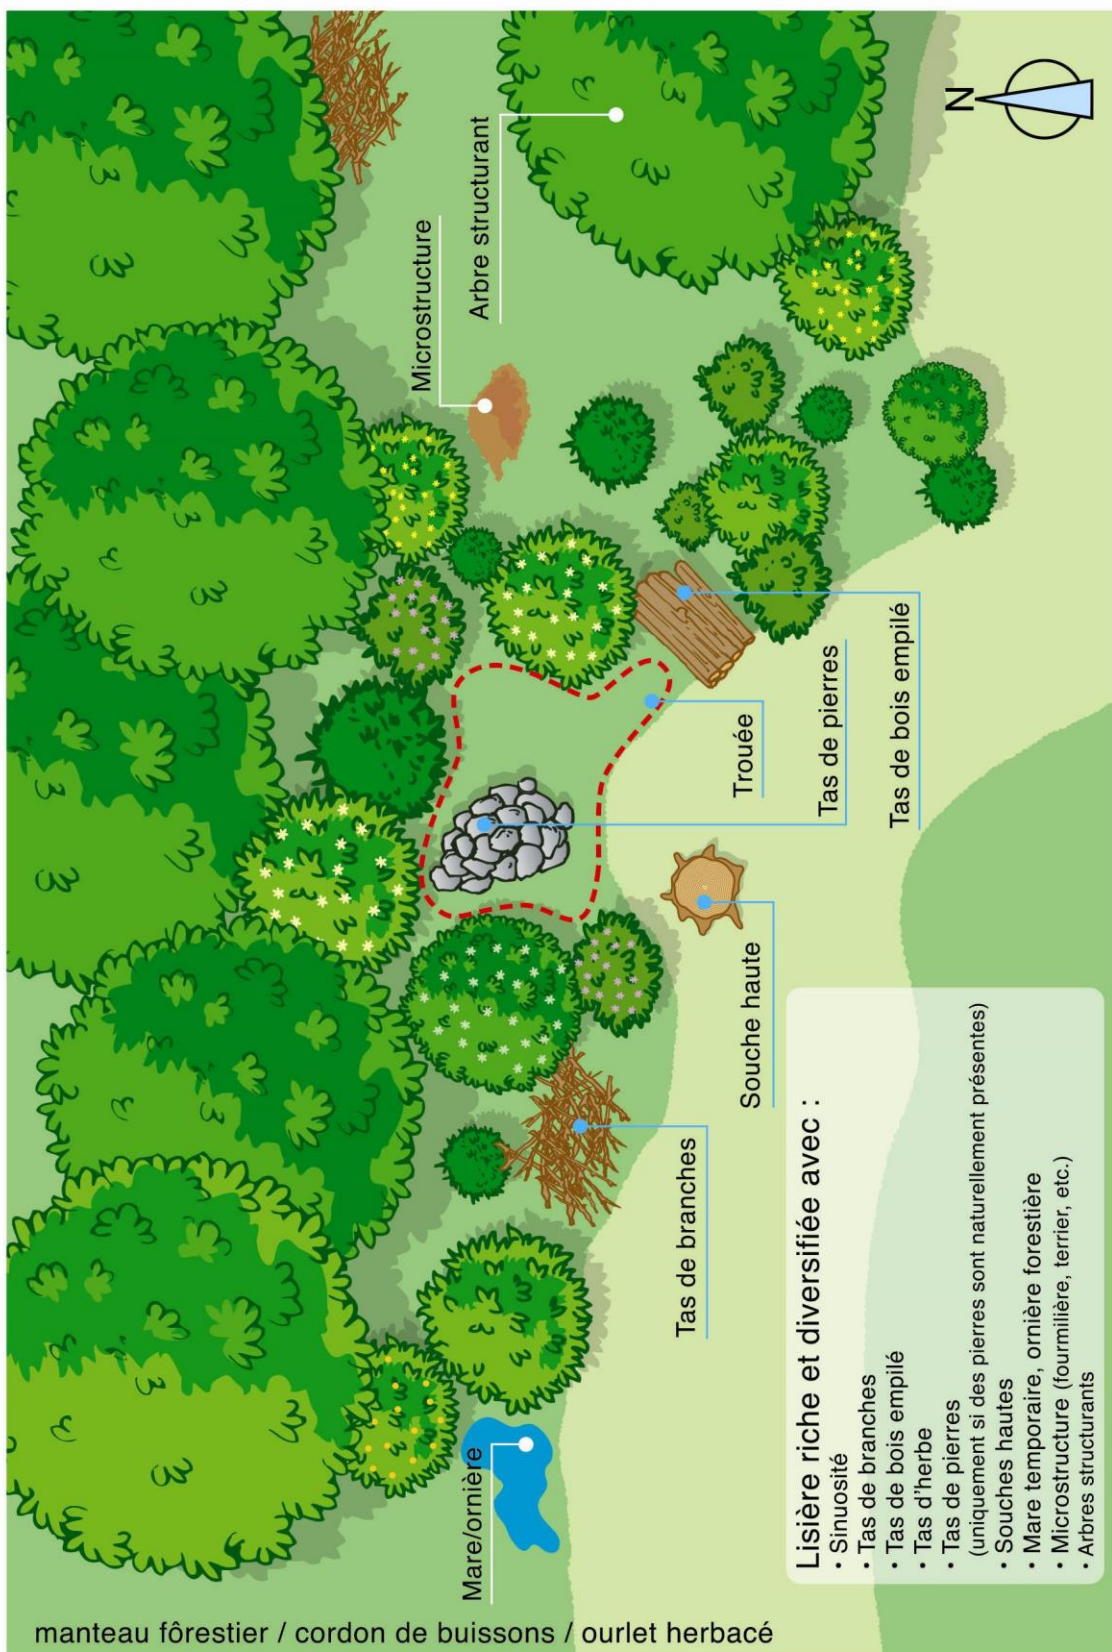 N
Arbre structurant
Microstructure
Trouée
Tas de pierres
Tas de bois empilé
Souche haute
Tas de branches
Mare/ornière
Lisière riche et diversifiée avec :
· Sinuosité
· Tas de branches
· Tas de bois empilé
· Tas d'herbe
· Tas de pierres
(uniquement si des pierres sont naturellement présentes)
· Souches hautes
· Mare temporaire, ornière forestière
· Microstructure (fourmilière, terrier, etc.)
· Arbres structurants
manteau fôrestier / cordon de buissons / ourlet herbacé